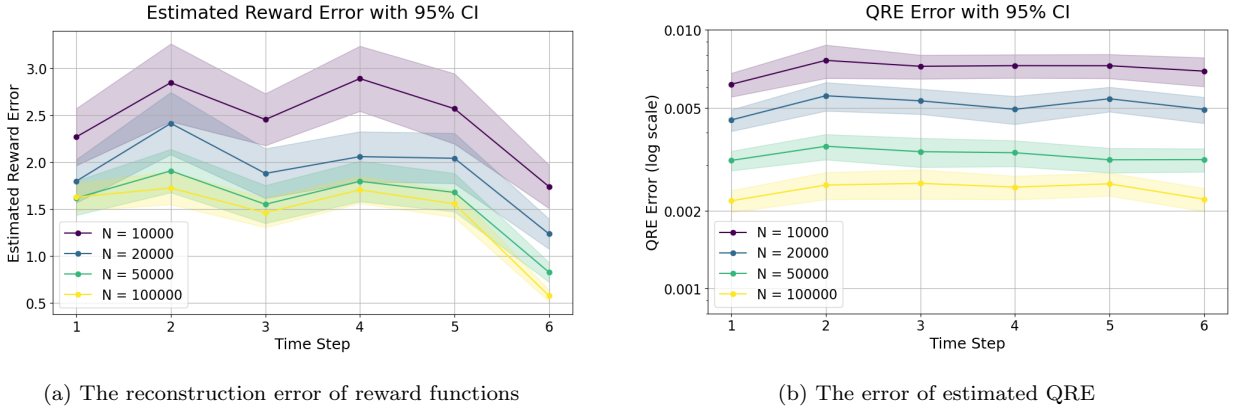 Estimated Reward Error with 95% CI
Estimated Reward Error
3.0
2.5
2.0
1.5
1.0
0.5
N = 10000
N = 20000
N = 50000
N = 100000
1 2 3 4 5 6
Time Step
(a) The reconstruction error of reward functions
QRE Error with 95% CI
QRE Error (log scale)
0.010
0.005
0.002
0.001
N = 10000
N = 20000
N = 50000
N = 100000
1 2 3 4 5 6
Time Step
(b) The error of estimated QRE